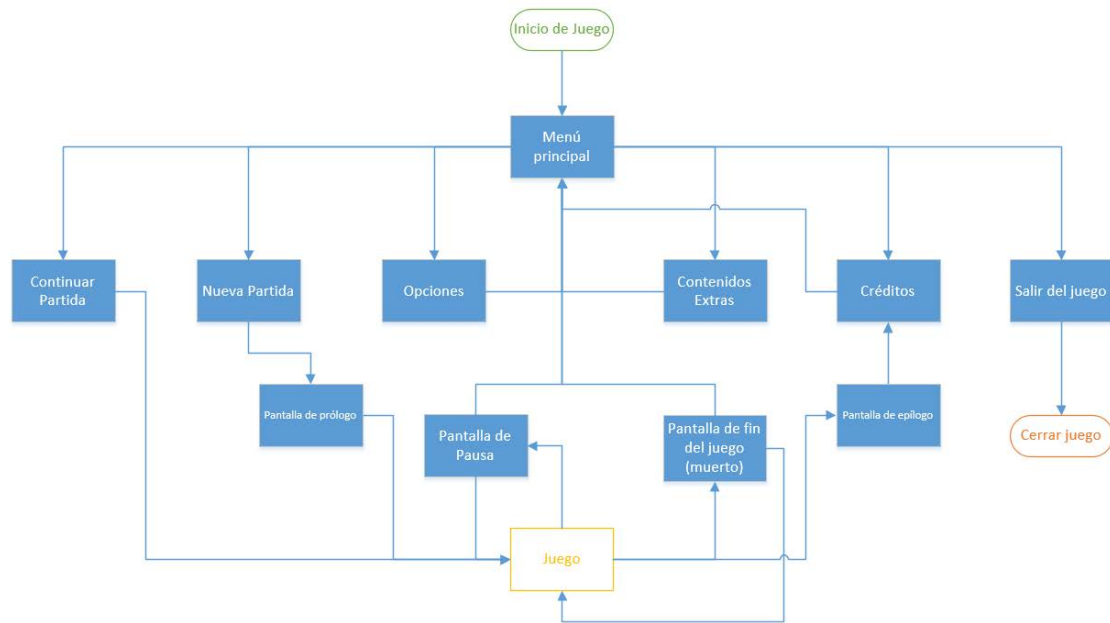 Inicio de Juego
Menú
principal
Continuar
Partida
Nueva Partida
Opciones
Contenidos
Extras
Créditos
Salir del juego
Pantalla de prólogo
Pantalla de
Pausa
Pantalla de fin
del juego
(muerto)
Pantalla de epílogo
Cerrar juego
Juego